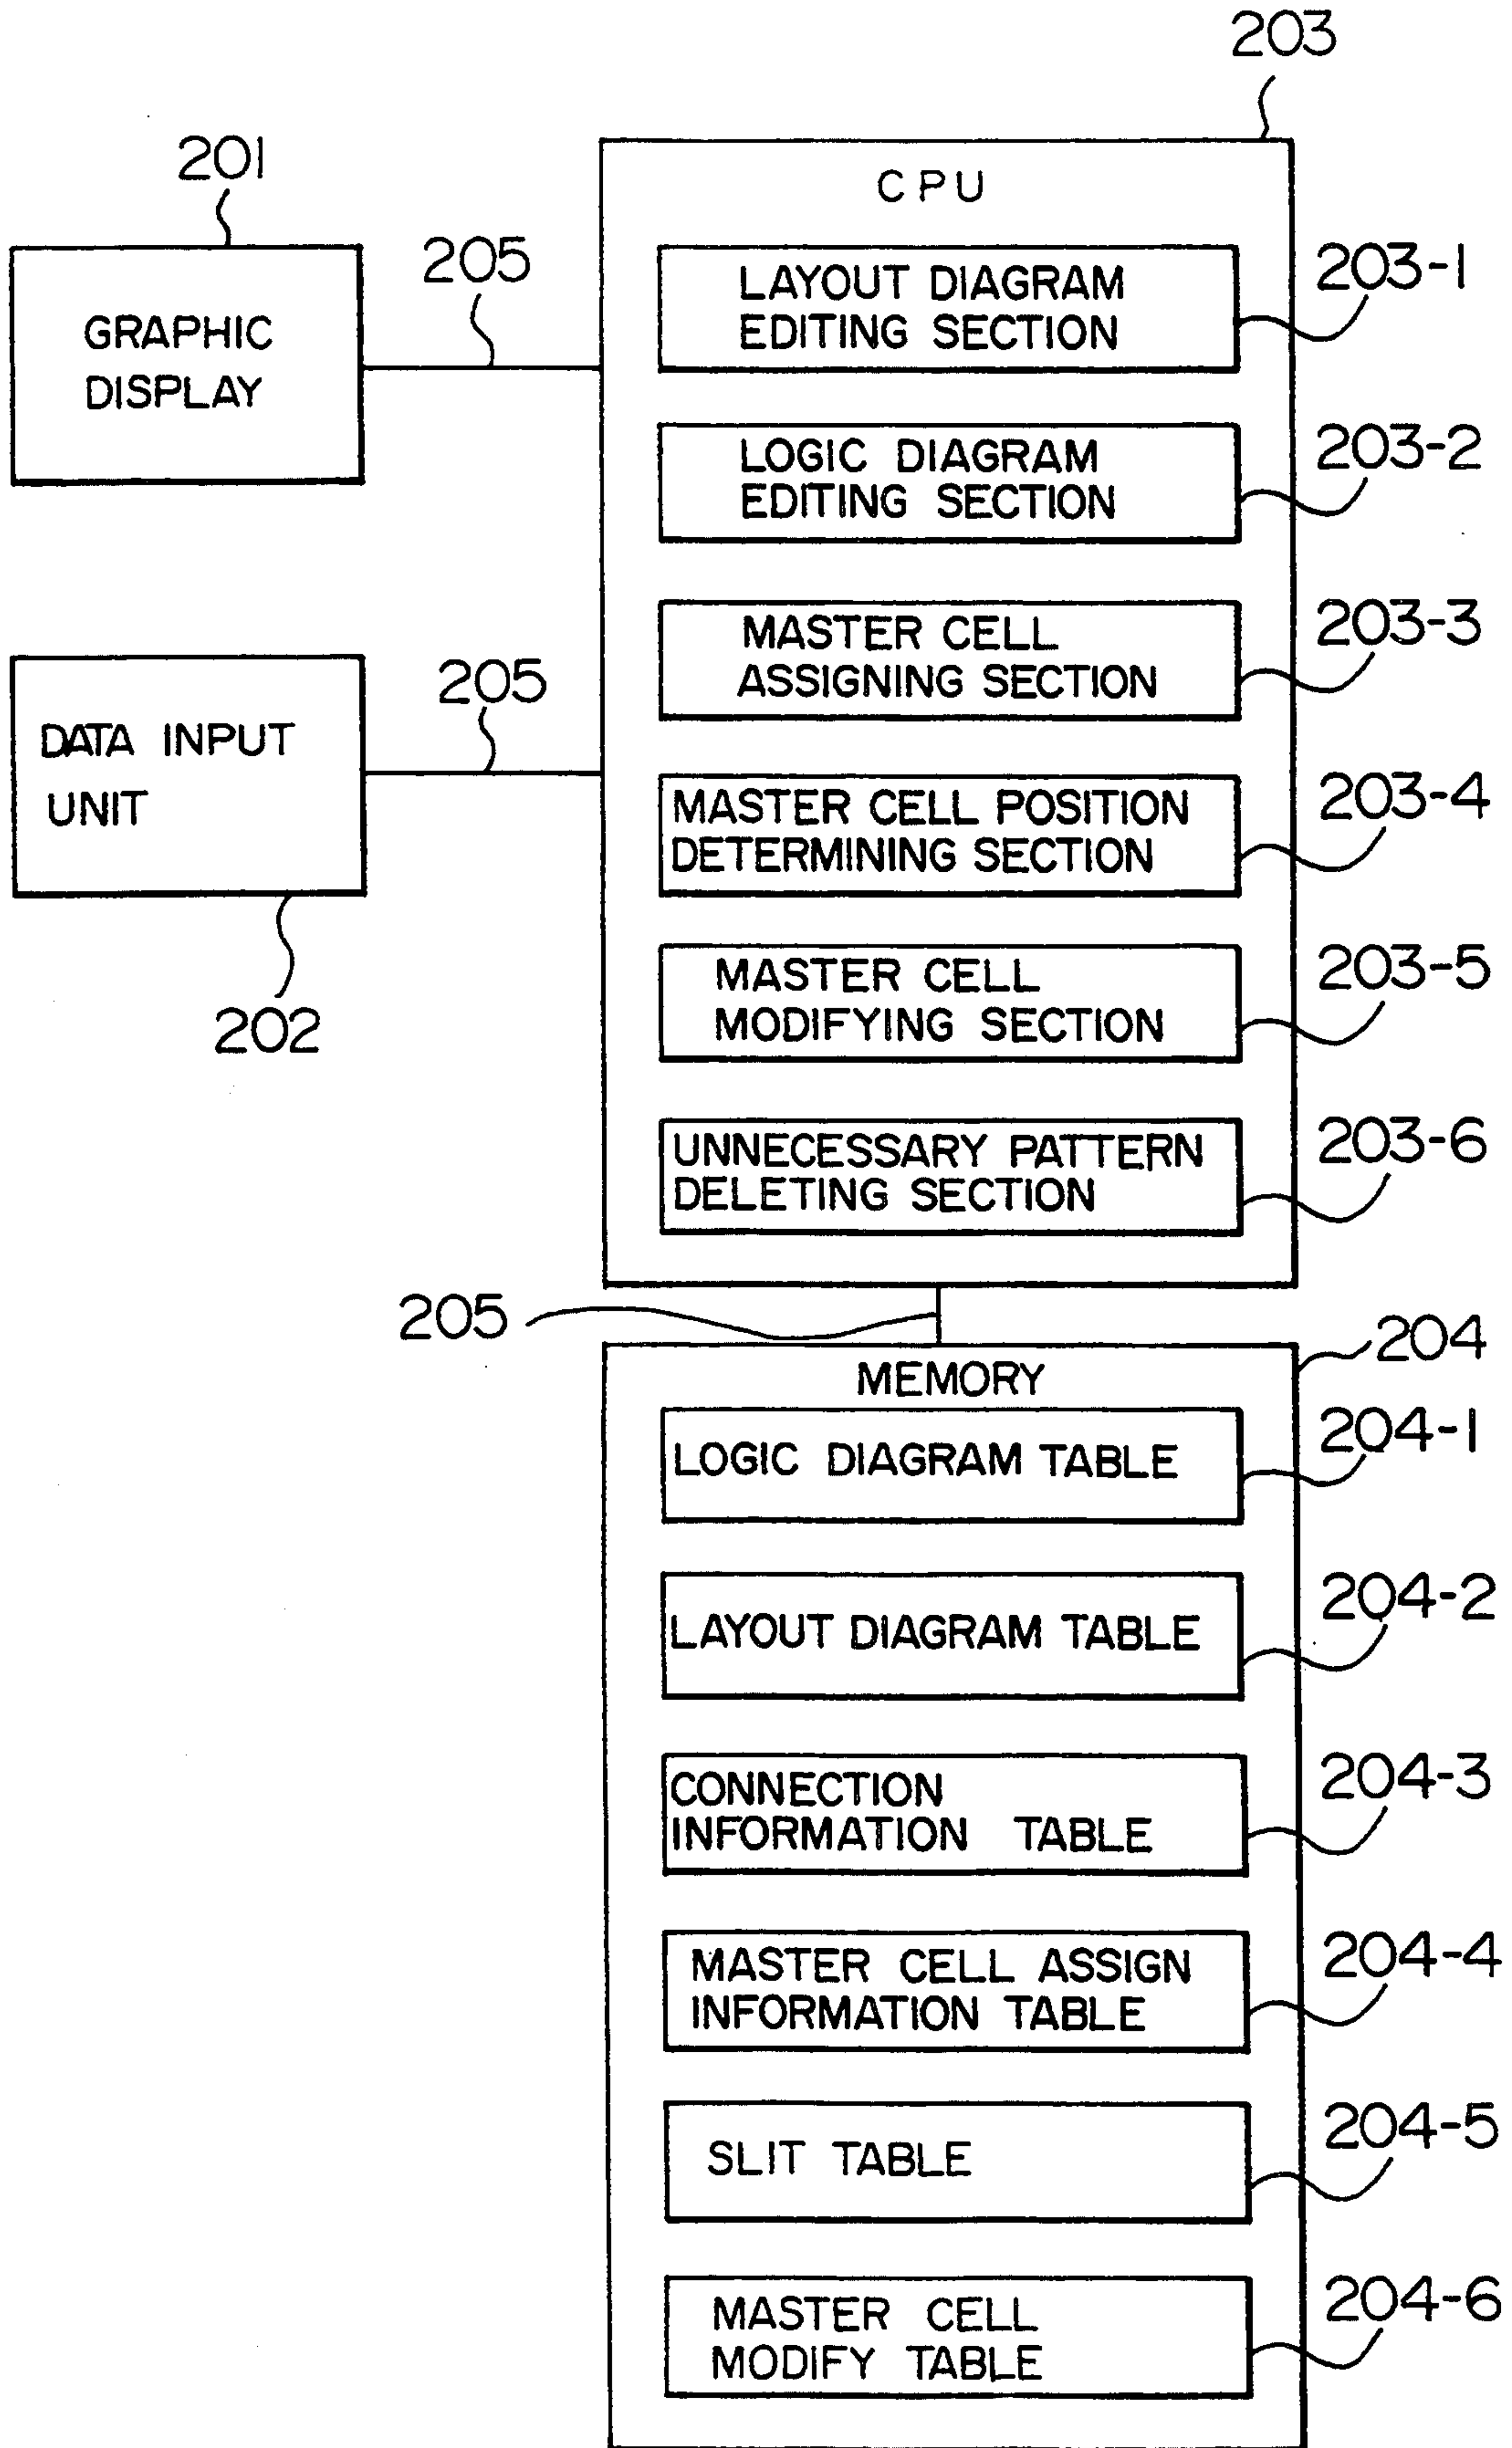 203
CPU
201
205
GRAPHIC
DISPLAY
LAYOUT DIAGRAM
EDITING SECTION
203-1
LOGIC DIAGRAM
EDITING SECTION
203-2
MASTER CELL
ASSIGNING SECTION
203-3
205
DATA INPUT
UNIT
202
MASTER CELL POSITION
DETERMINING SECTION
203-4
MASTER CELL
MODIFYING SECTION
203-5
UNNECESSARY PATTERN
DELETING SECTION
203-6
205
204
MEMORY
LOGIC DIAGRAM TABLE
204-1
LAYOUT DIAGRAM TABLE
204-2
CONNECTION
INFORMATION TABLE
204-3
MASTER CELL ASSIGN
INFORMATION TABLE
204-4
SLIT TABLE
204-5
MASTER CELL
MODIFY TABLE
204-6